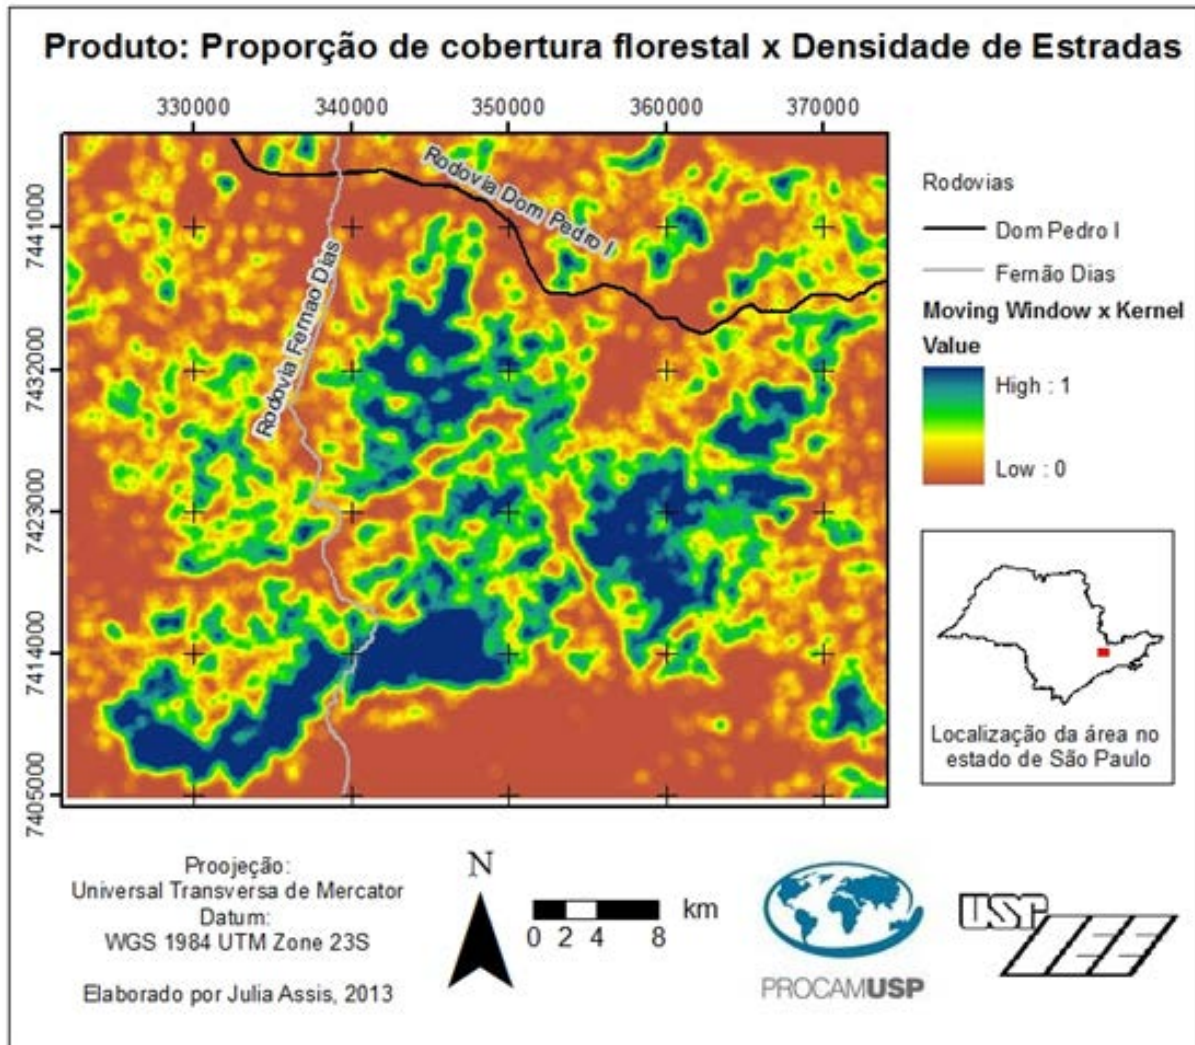 Produto: Proporção de cobertura florestal x Densidade de Estradas
330000 340000 350000 360000 370000
7441000
7432000
7423000
7414000
7405000
Rodovia Dom Pedro I
Rodovia Fernao Dias
Rodovias
Dom Pedro I
Fernão Dias
Moving Window x Kernel
Value
High : 1
Low : 0
Localização da área no
estado de São Paulo
Proojeção:
Universal Transversa de Mercator
Datum:
WGS 1984 UTM Zone 23S
Elaborado por Julia Assis, 2013
N
km
0 2 4 8
PROCAMUSP
USP